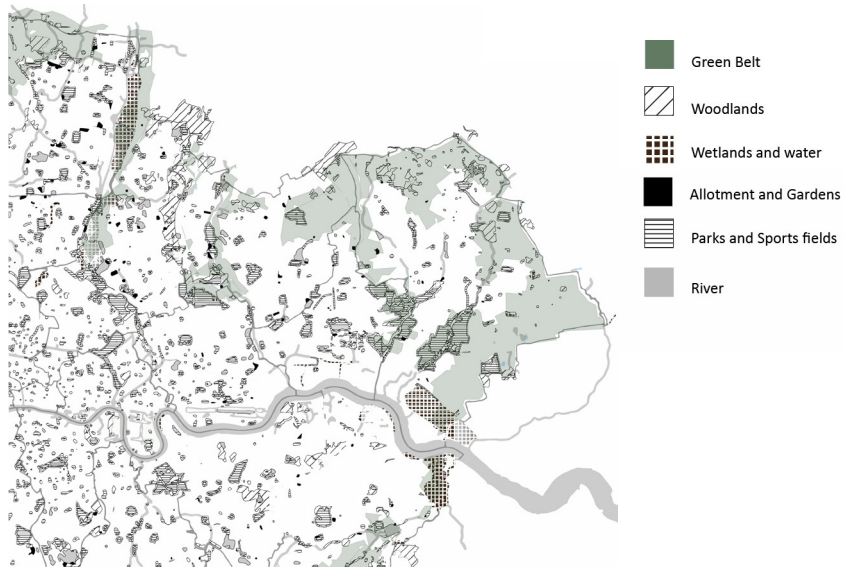 Green Belt
Woodlands
Wetlands and water
Allotment and Gardens
Parks and Sports fields
River